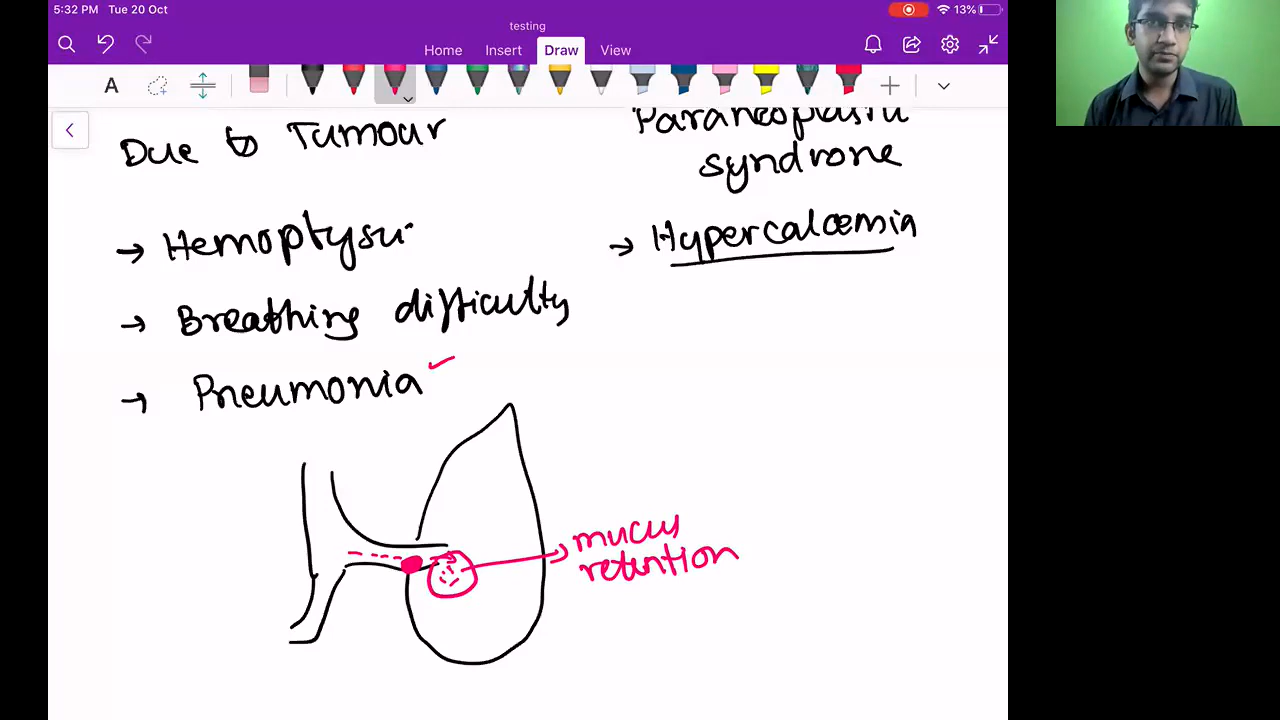 5:32 PM Tue 20 Oct
13%
testing
Home Insert Draw View
A
Due to Tumour
→ Hemoptysis
→ Breathing difficulty
→ Pneumonia ✓
Paraneoplastic
syndrome
→ Hypercalcemia
mucus
retention